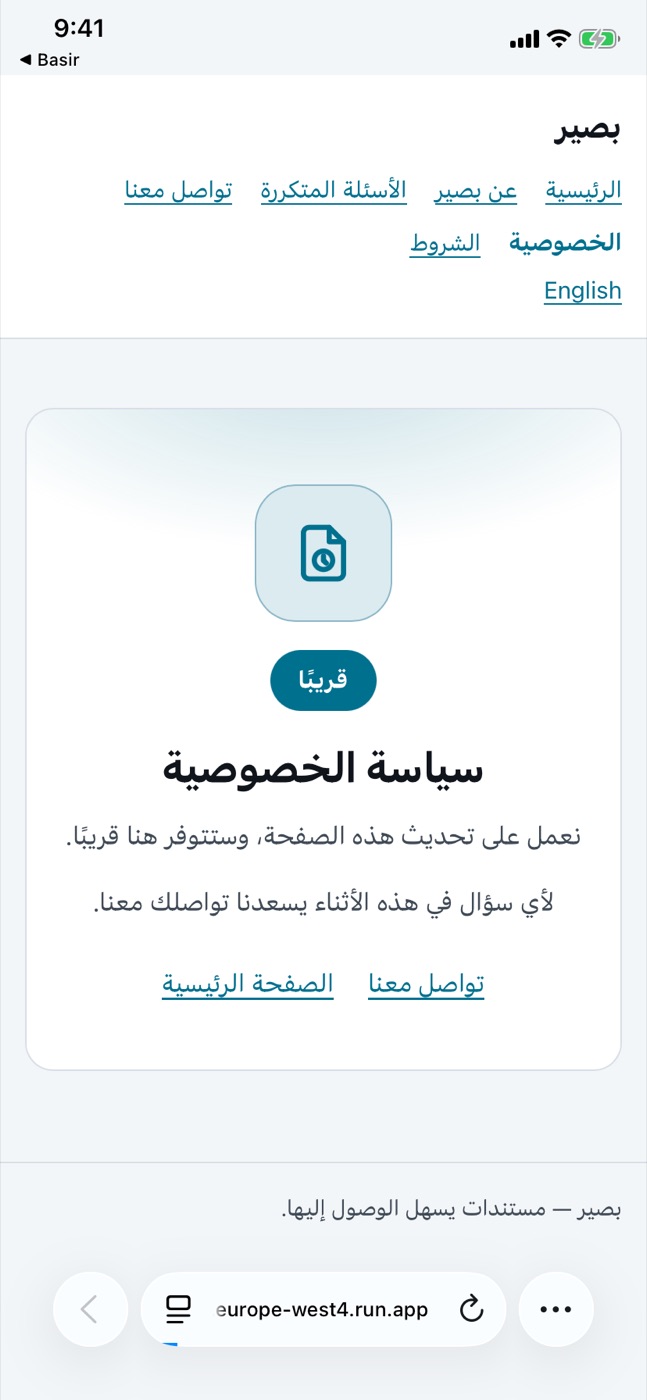 9:41
◀ Basir
بصير
الرئيسية عن بصير الأسئلة المتكررة تواصل معنا
الخصوصية الشروط
English
قريبًا
سياسة الخصوصية
نعمل على تحديث هذه الصفحة، وستتوفر هنا قريبًا.
لأي سؤال في هذه الأثناء يسعدنا تواصلك معنا.
تواصل معنا الصفحة الرئيسية
بصير — مستندات يسهل الوصول إليها.
europe-west4.run.app